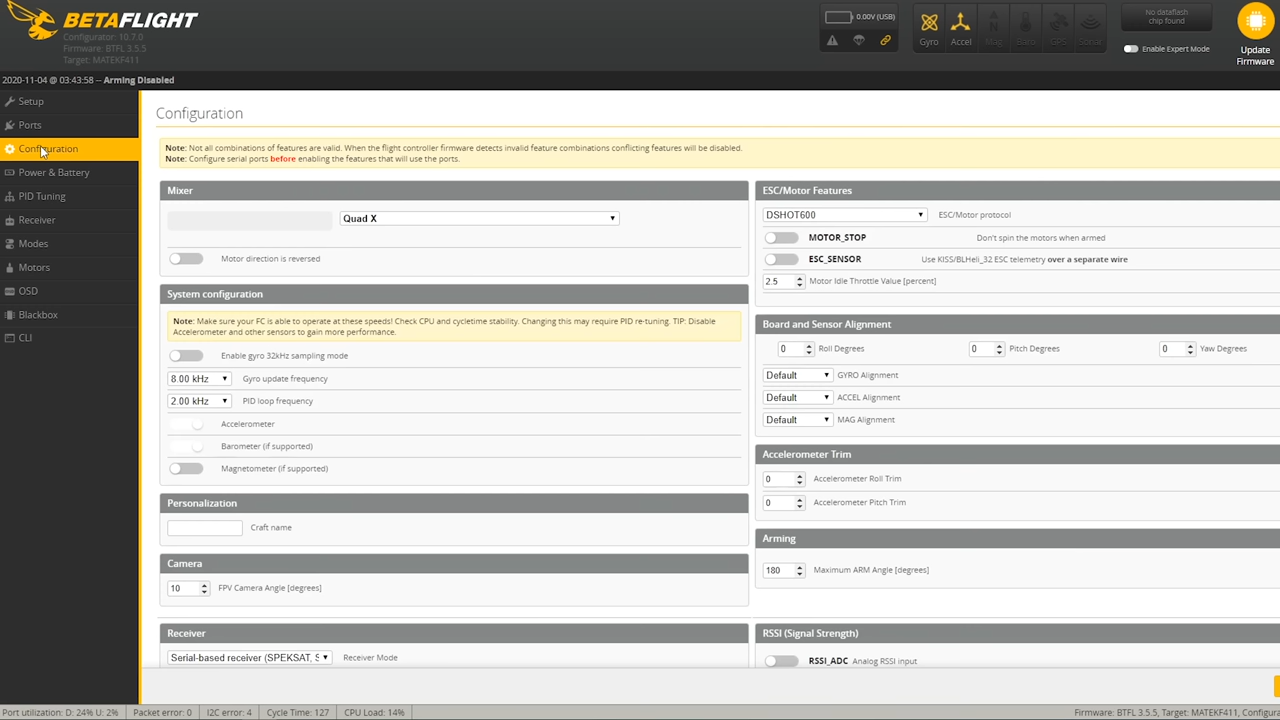 BETAFLIGHT
Configurator: 10.7.0
Firmware: BTFL 3.5.5
Target: MATEKF411
0.00V (USB)
Gyro
Accel
Mag
Baro
GPS
Sonar
No dataflash
chip found
Enable Expert Mode
Update
Firmware
2020-11-04 @ 03:43:58 -- Arming Disabled
Setup
Ports
Configuration
Power & Battery
PID Tuning
Receiver
Modes
Motors
OSD
Blackbox
CLI
Configuration
Note: Not all combinations of features are valid. When the flight controller firmware detects invalid feature combinations conflicting features will be disabled.
Note: Configure serial ports before enabling the features that will use the ports.
Mixer
Quad X
Motor direction is reversed
System configuration
Note: Make sure your FC is able to operate at these speeds! Check CPU and cycletime stability. Changing this may require PID re-tuning. TIP: Disable
Accelerometer and other sensors to gain more performance.
Enable gyro 32kHz sampling mode
8.00 kHz Gyro update frequency
2.00 kHz PID loop frequency
Accelerometer
Barometer (if supported)
Magnetometer (if supported)
Personalization
Craft name
Camera
10 FPV Camera Angle [degrees]
Receiver
Serial-based receiver (SPEKSAT, S Receiver Mode
ESC/Motor Features
DSHOT600 ESC/Motor protocol
MOTOR_STOP Don't spin the motors when armed
ESC_SENSOR Use KISS/BLHeli_32 ESC telemetry over a separate wire
2.5 Motor Idle Throttle Value [percent]
Board and Sensor Alignment
0 Roll Degrees 0 Pitch Degrees 0 Yaw Degrees
Default GYRO Alignment
Default ACCEL Alignment
Default MAG Alignment
Accelerometer Trim
0 Accelerometer Roll Trim
0 Accelerometer Pitch Trim
Arming
180 Maximum ARM Angle [degrees]
RSSI (Signal Strength)
RSSI_ADC Analog RSSI input
Port utilization: D: 24% U: 2% Packet error: 0 I2C error: 4 Cycle Time: 127 CPU Load: 14%
Firmware: BTFL 3.5.5, Target: MATEKF411, Configura